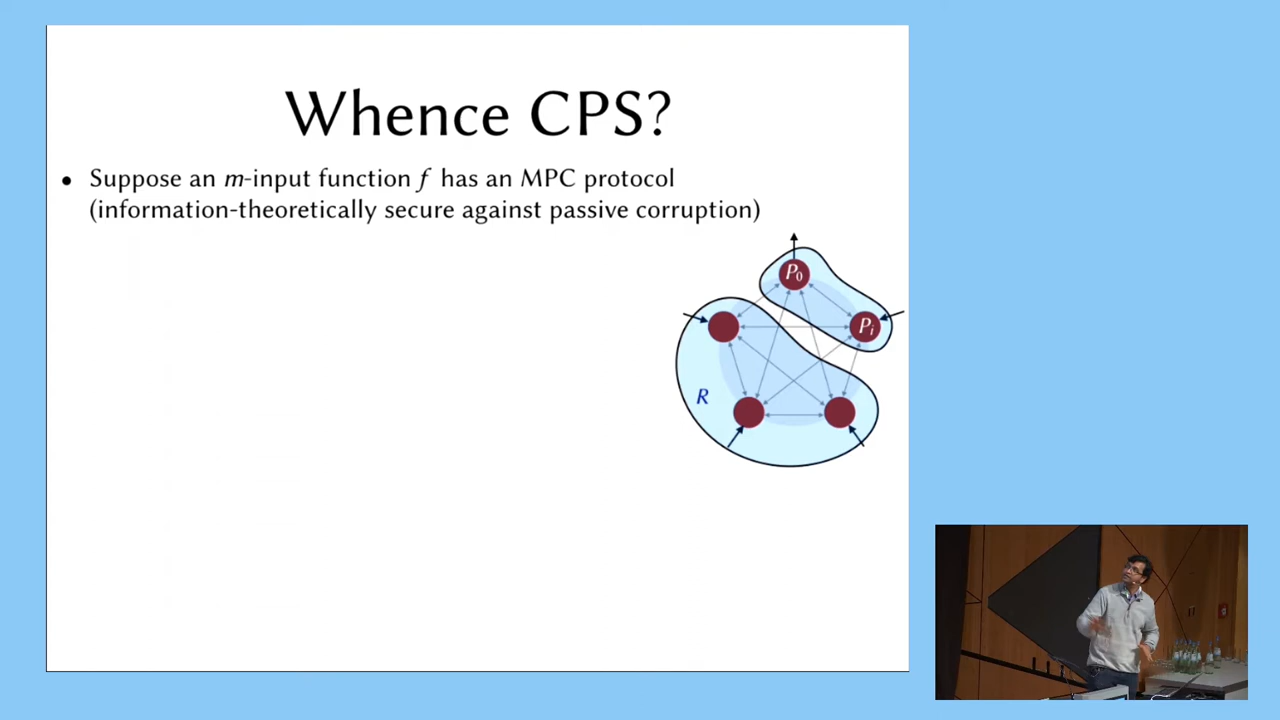 Whence CPS?
• Suppose an m-input function f has an MPC protocol
(information-theoretically secure against passive corruption)
P0
Pi
R